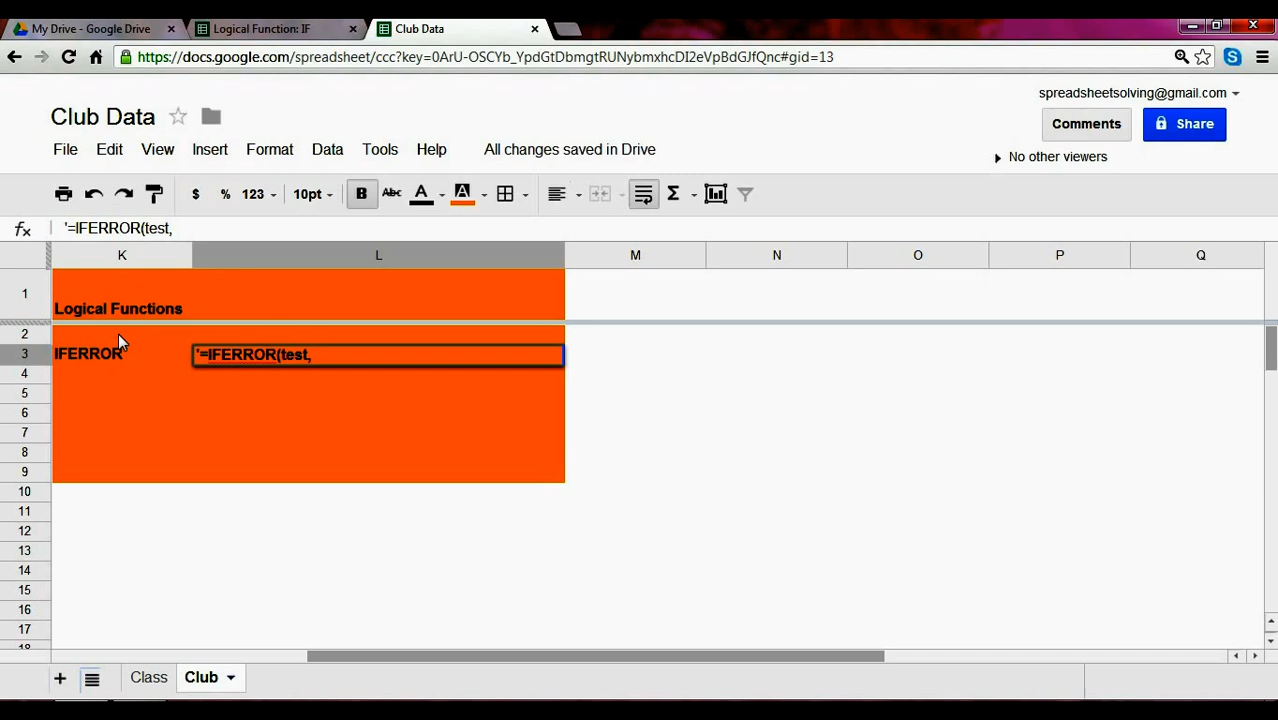 My Drive - Google Drive
Logical Function: IF
Club Data
https://docs.google.com/spreadsheet/ccc?key=0ArU-OSCYb_YpdGtDbmgtRUNybmxhcDI2eVpBdGJfQnc#gid=13
spreadsheetsolving@gmail.com
Club Data
Comments
Share
File Edit View Insert Format Data Tools Help All changes saved in Drive
No other viewers
$ % 123 10pt B Abc A A Σ
fx '=IFERROR(test,
K L M N O P Q
1 Logical Functions
2
3 IFERROR '=IFERROR(test,
4
5
6
7
8
9
10
11
12
13
14
15
16
17
18
+ Class Club